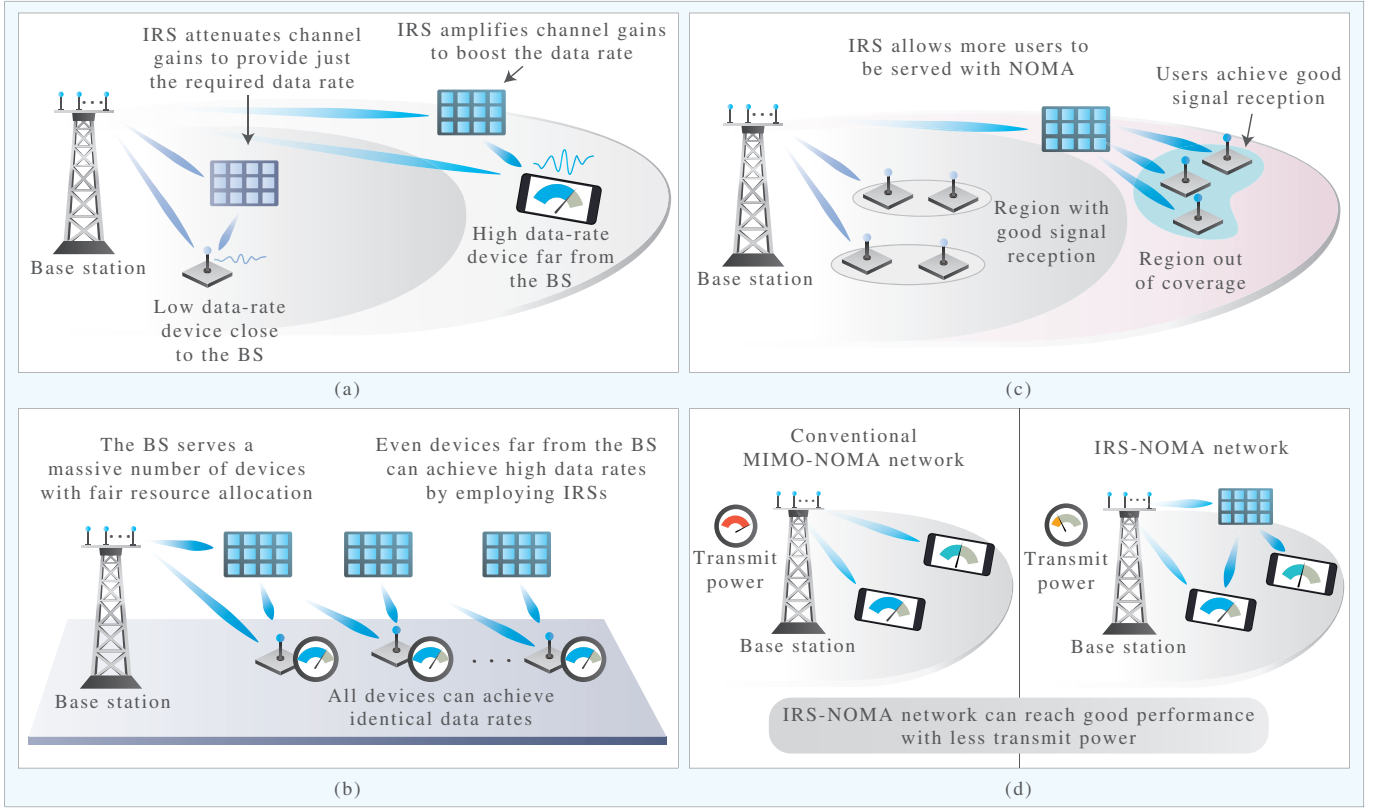 IRS attenuates channel
gains to provide just
the required data rate
IRS amplifies channel gains
to boost the data rate
Base station
High data-rate
device far from
the BS
Low data-rate
device close
to the BS
(a)
IRS allows more users to
be served with NOMA
Users achieve good
signal reception
Region with
good signal
reception
Base station
Region out
of coverage
(c)
The BS serves a
massive number of devices
with fair resource allocation
Even devices far from the BS
can achieve high data rates
by employing IRSs
Base station
All devices can achieve
identical data rates
(b)
Conventional
MIMO-NOMA network
Transmit
power
Base station
IRS-NOMA network
Transmit
power
Base station
IRS-NOMA network can reach good performance
with less transmit power
(d)